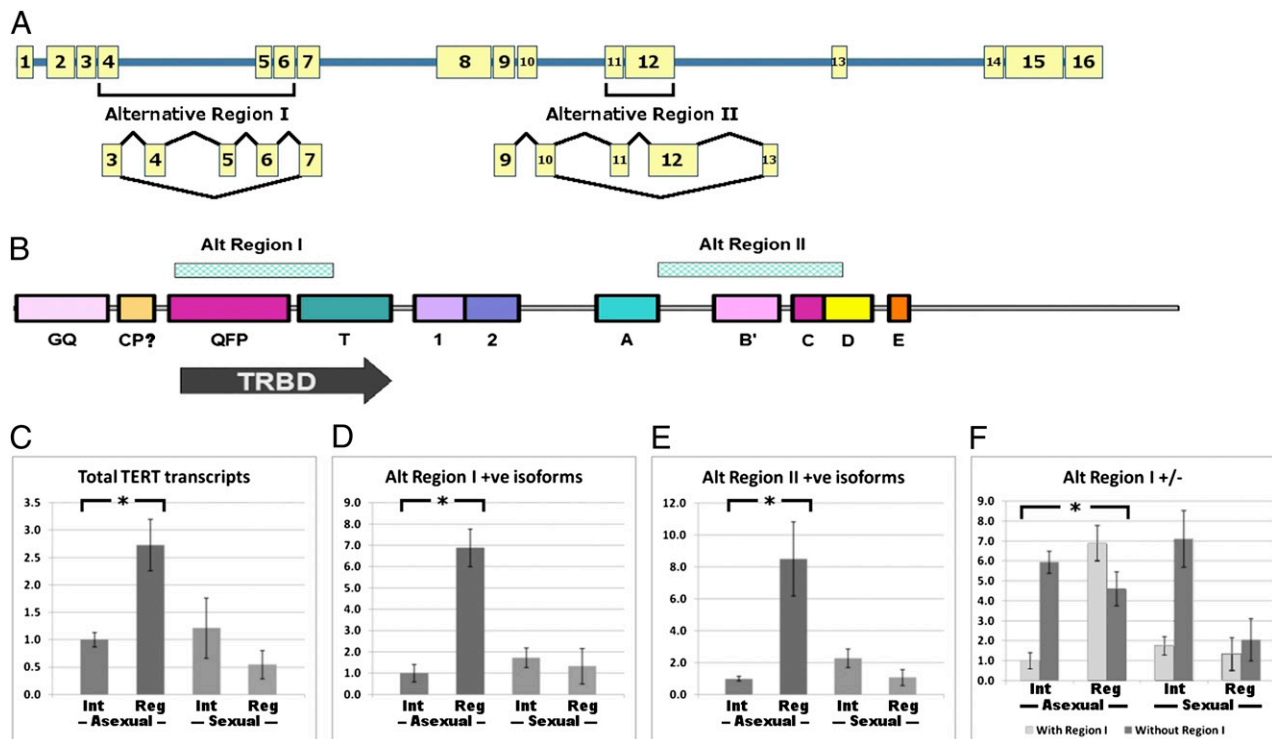 A
1 2 3 4 5 6 7 8 9 10 11 12 13 14 15 16
Alternative Region I
Alternative Region II
3 4 5 6 7
9 10 11 12 13
B
Alt Region I
Alt Region II
GQ CP? QFP T 1 2 A B' C D E
TRBD
C
Total TERT transcripts
3.5
3.0
2.5
2.0
1.5
1.0
0.5
0.0
*
Int Reg Int Reg
– Asexual – – Sexual –
D
Alt Region I +ve isoforms
9.0
8.0
7.0
6.0
5.0
4.0
3.0
2.0
1.0
0.0
*
Int Reg Int Reg
– Asexual – – Sexual –
E
Alt Region II +ve isoforms
12.0
10.0
8.0
6.0
4.0
2.0
0.0
*
Int Reg Int Reg
– Asexual – – Sexual –
F
Alt Region I +/-
9.0
8.0
7.0
6.0
5.0
4.0
3.0
2.0
1.0
0.0
*
Int Reg Int Reg
— Asexual — — Sexual —
With Region I Without Region I